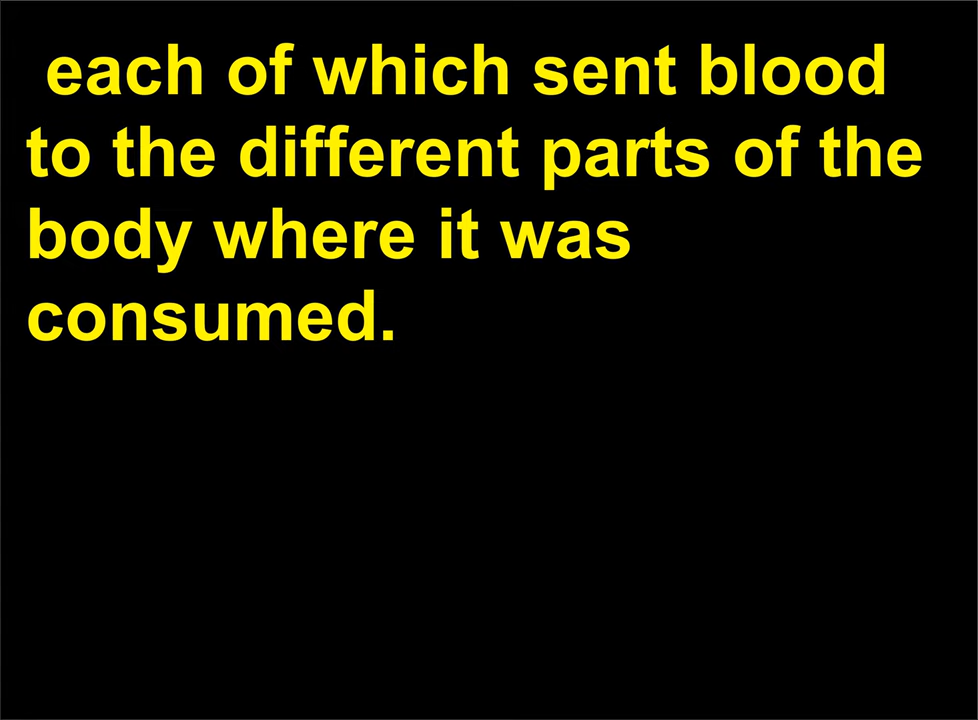 each of which sent blood
to the different parts of the
body where it was
consumed.